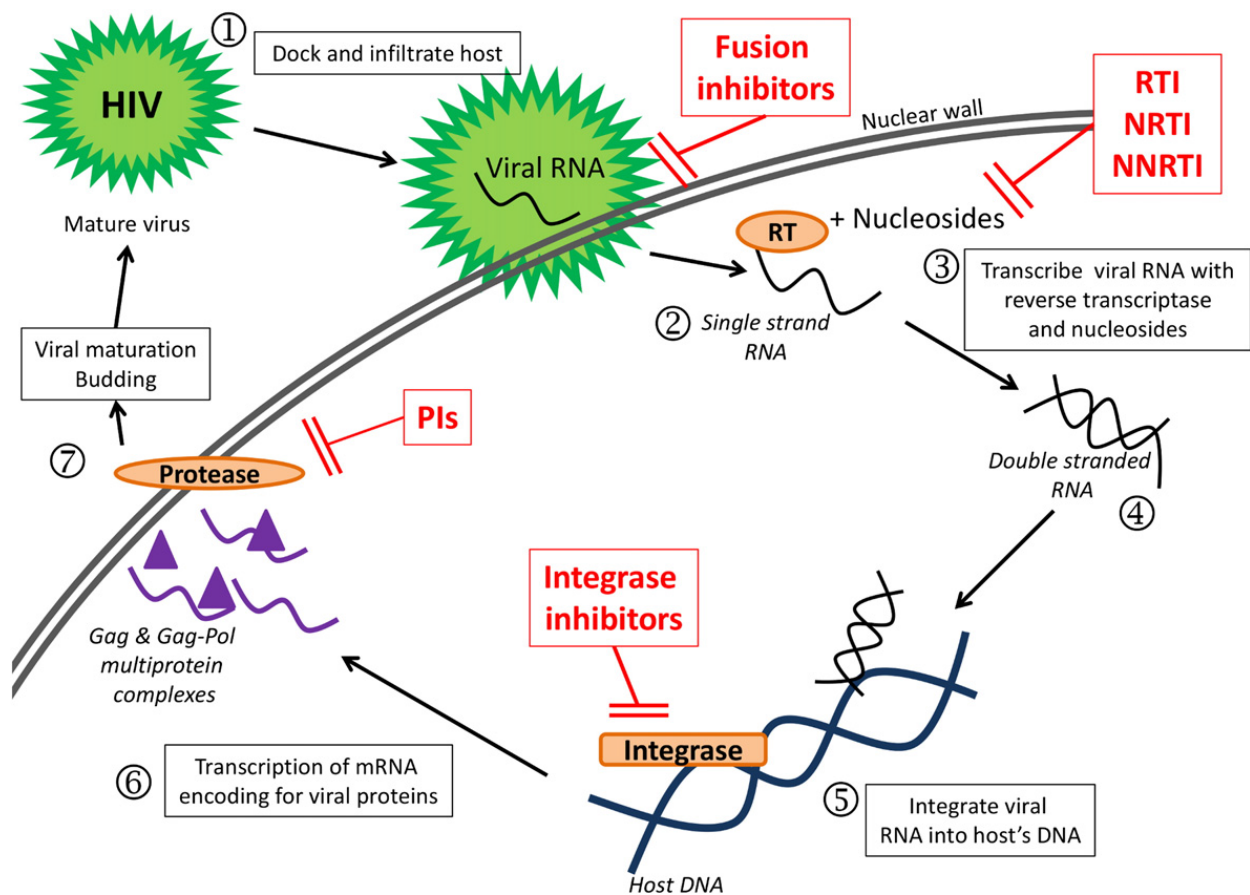 ①
Dock and infiltrate host
HIV
Fusion
inhibitors
RTI
NRTI
NNRTI
Nuclear wall
Viral RNA
Mature virus
RT
+ Nucleosides
③
Transcribe viral RNA with
reverse transcriptase
and nucleosides
②
Single strand
RNA
Viral maturation
Budding
PIs
⑦
Protease
Double stranded
RNA
④
Integrase
inhibitors
Gag & Gag-Pol
multiprotein
complexes
Integrase
⑥
Transcription of mRNA
encoding for viral proteins
⑤
Integrate viral
RNA into host's DNA
Host DNA